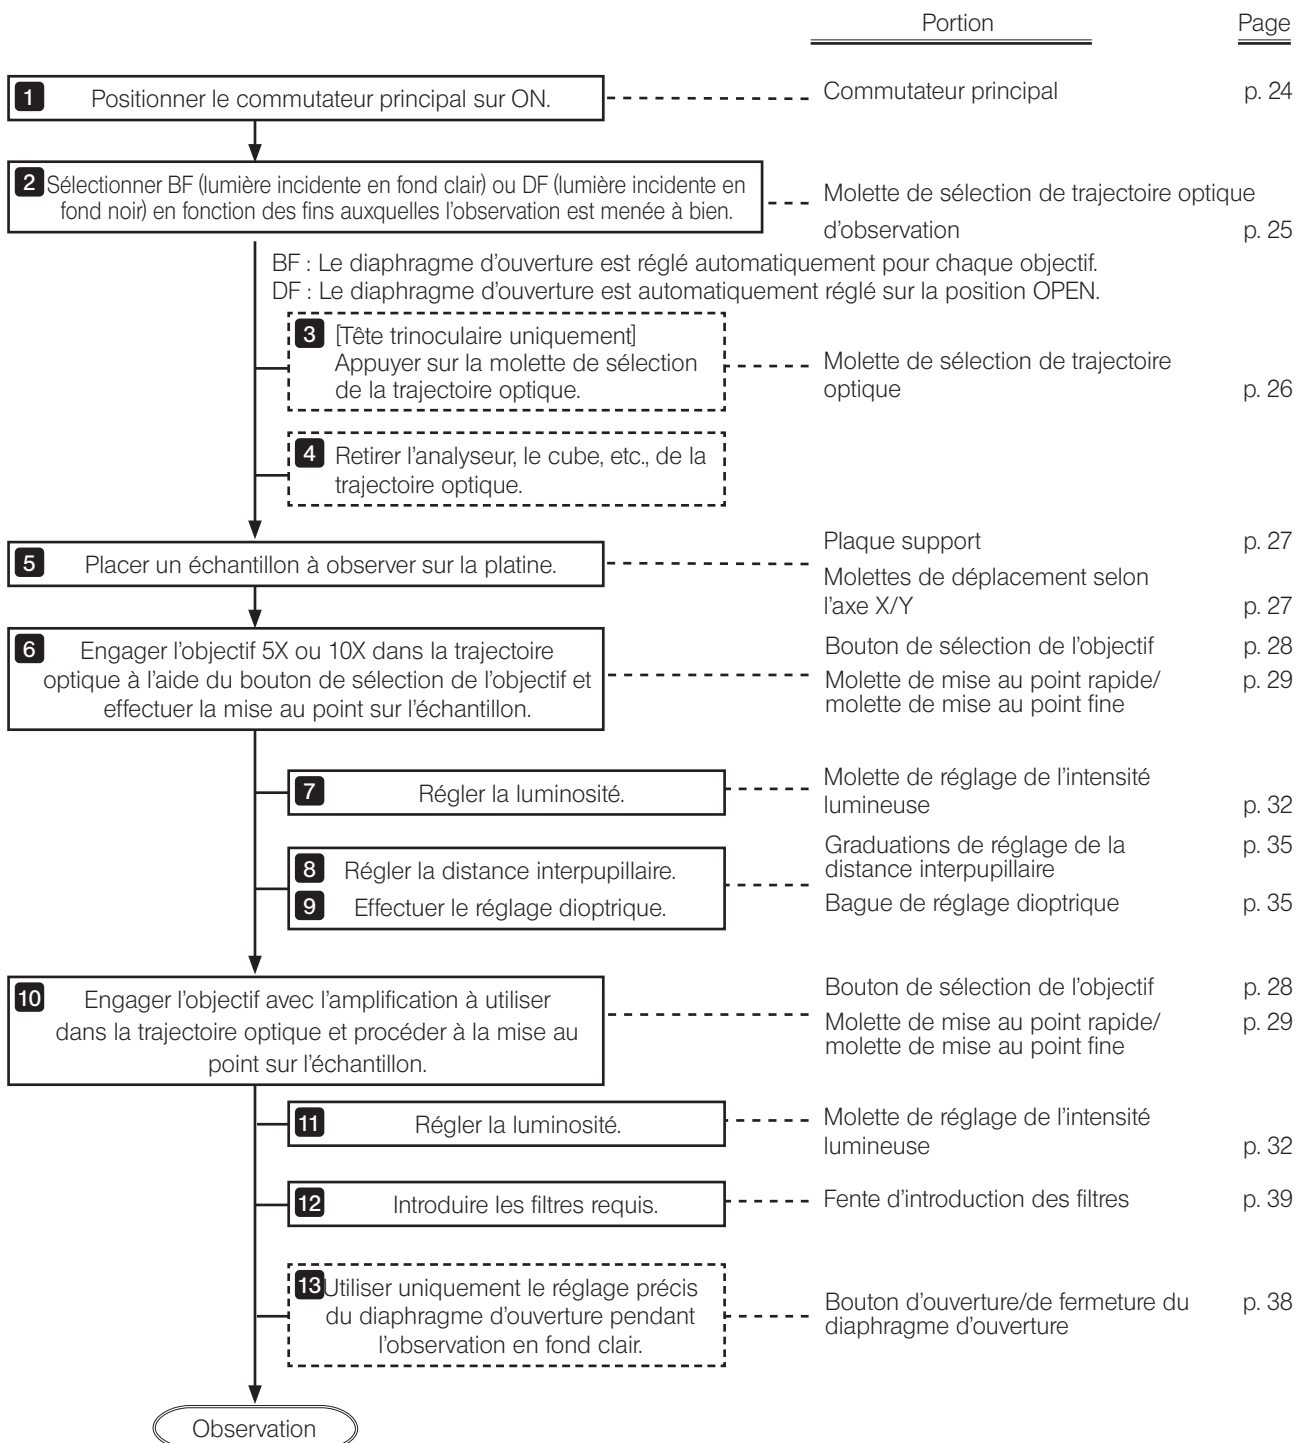 Portion Page
1 Positionner le commutateur principal sur ON. Commutateur principal p. 24
2 Sélectionner BF (lumière incidente en fond clair) ou DF (lumière incidente en
fond noir) en fonction des fins auxquelles l'observation est menée à bien.
Molette de sélection de trajectoire optique
d'observation p. 25
BF : Le diaphragme d'ouverture est réglé automatiquement pour chaque objectif.
DF : Le diaphragme d'ouverture est automatiquement réglé sur la position OPEN.
3 [Tête trinoculaire uniquement]
Appuyer sur la molette de sélection
de la trajectoire optique.
Molette de sélection de trajectoire
optique p. 26
4 Retirer l'analyseur, le cube, etc., de la
trajectoire optique.
5 Placer un échantillon à observer sur la platine.
Plaque support p. 27
Molettes de déplacement selon
l'axe X/Y p. 27
6 Engager l'objectif 5X ou 10X dans la trajectoire
optique à l'aide du bouton de sélection de l'objectif et
effectuer la mise au point sur l'échantillon.
Bouton de sélection de l'objectif p. 28
Molette de mise au point rapide/ p. 29
molette de mise au point fine
7 Régler la luminosité.
Molette de réglage de l'intensité
lumineuse p. 32
8 Régler la distance interpupillaire.
9 Effectuer le réglage dioptrique.
Graduations de réglage de la p. 35
distance interpupillaire
Bague de réglage dioptrique p. 35
10 Engager l'objectif avec l'amplification à utiliser
dans la trajectoire optique et procéder à la mise au
point sur l'échantillon.
Bouton de sélection de l'objectif p. 28
Molette de mise au point rapide/ p. 29
molette de mise au point fine
11 Régler la luminosité.
Molette de réglage de l'intensité
lumineuse p. 32
12 Introduire les filtres requis. Fente d'introduction des filtres p. 39
13 Utiliser uniquement le réglage précis
du diaphragme d'ouverture pendant
l'observation en fond clair.
Bouton d'ouverture/de fermeture du p. 38
diaphragme d'ouverture
Observation